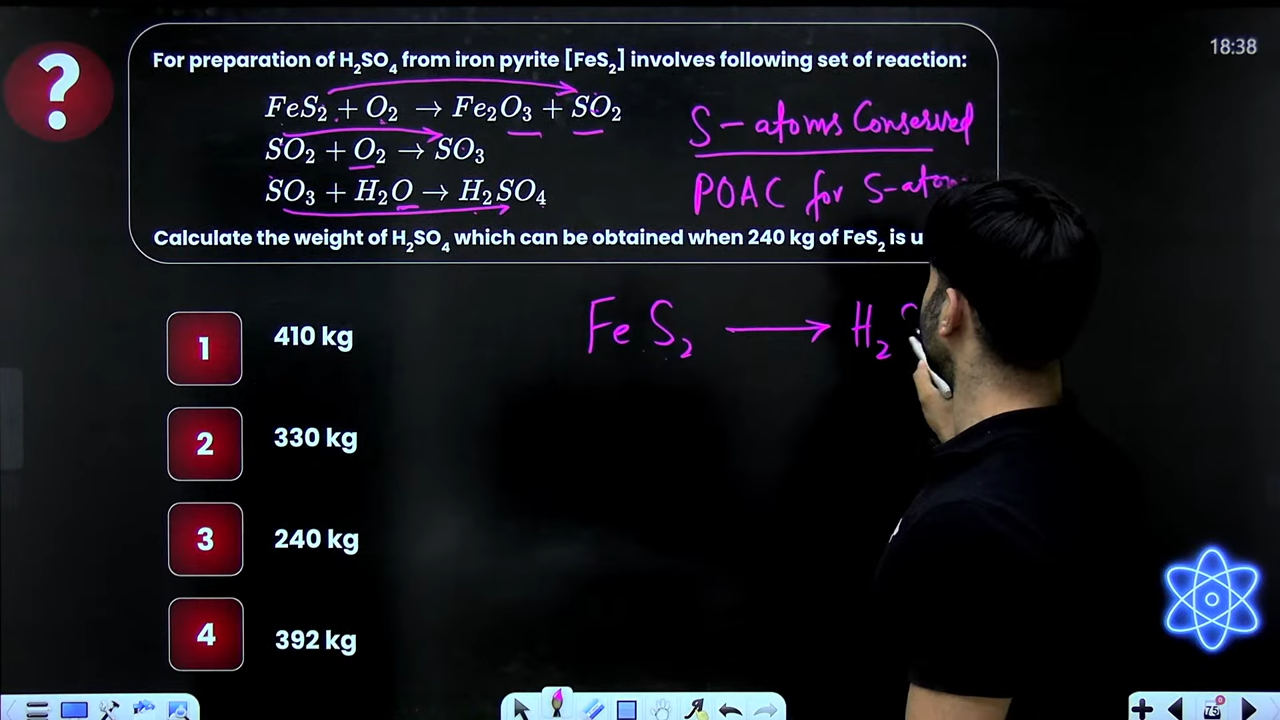 18:38
?
For preparation of H₂SO₄ from iron pyrite [FeS₂] involves following set of reaction:
FeS₂ + O₂ → Fe₂O₃ + SO₂
SO₂ + O₂ → SO₃
SO₃ + H₂O → H₂SO₄
S-atoms Conserved
POAC for S-atom
Calculate the weight of H₂SO₄ which can be obtained when 240 kg of FeS₂ is u
FeS₂ → H₂
1 410 kg
2 330 kg
3 240 kg
4 392 kg
75